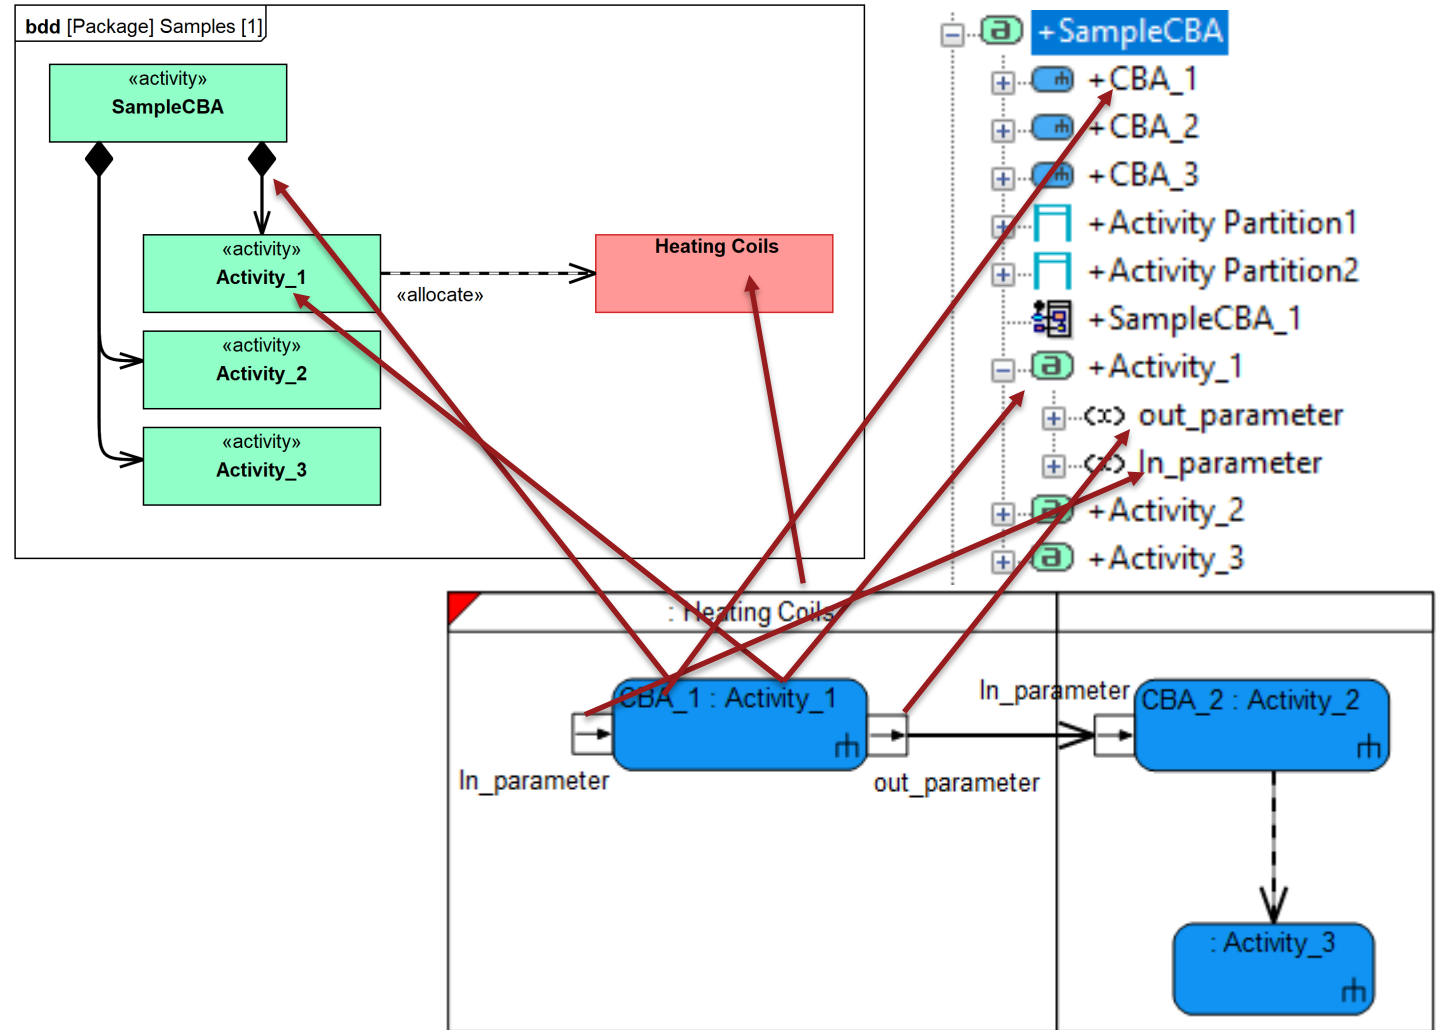 bdd [Package] Samples [1]
«activity»
SampleCBA
«activity»
Activity_1
«allocate»
Heating Coils
«activity»
Activity_2
«activity»
Activity_3
+SampleCBA
+CBA_1
+CBA_2
+CBA_3
+Activity Partition1
+Activity Partition2
+SampleCBA_1
+Activity_1
out_parameter
In_parameter
+Activity_2
+Activity_3
: Heating Coils
CBA_1 : Activity_1
In_parameter
out_parameter
In_parameter
CBA_2 : Activity_2
: Activity_3